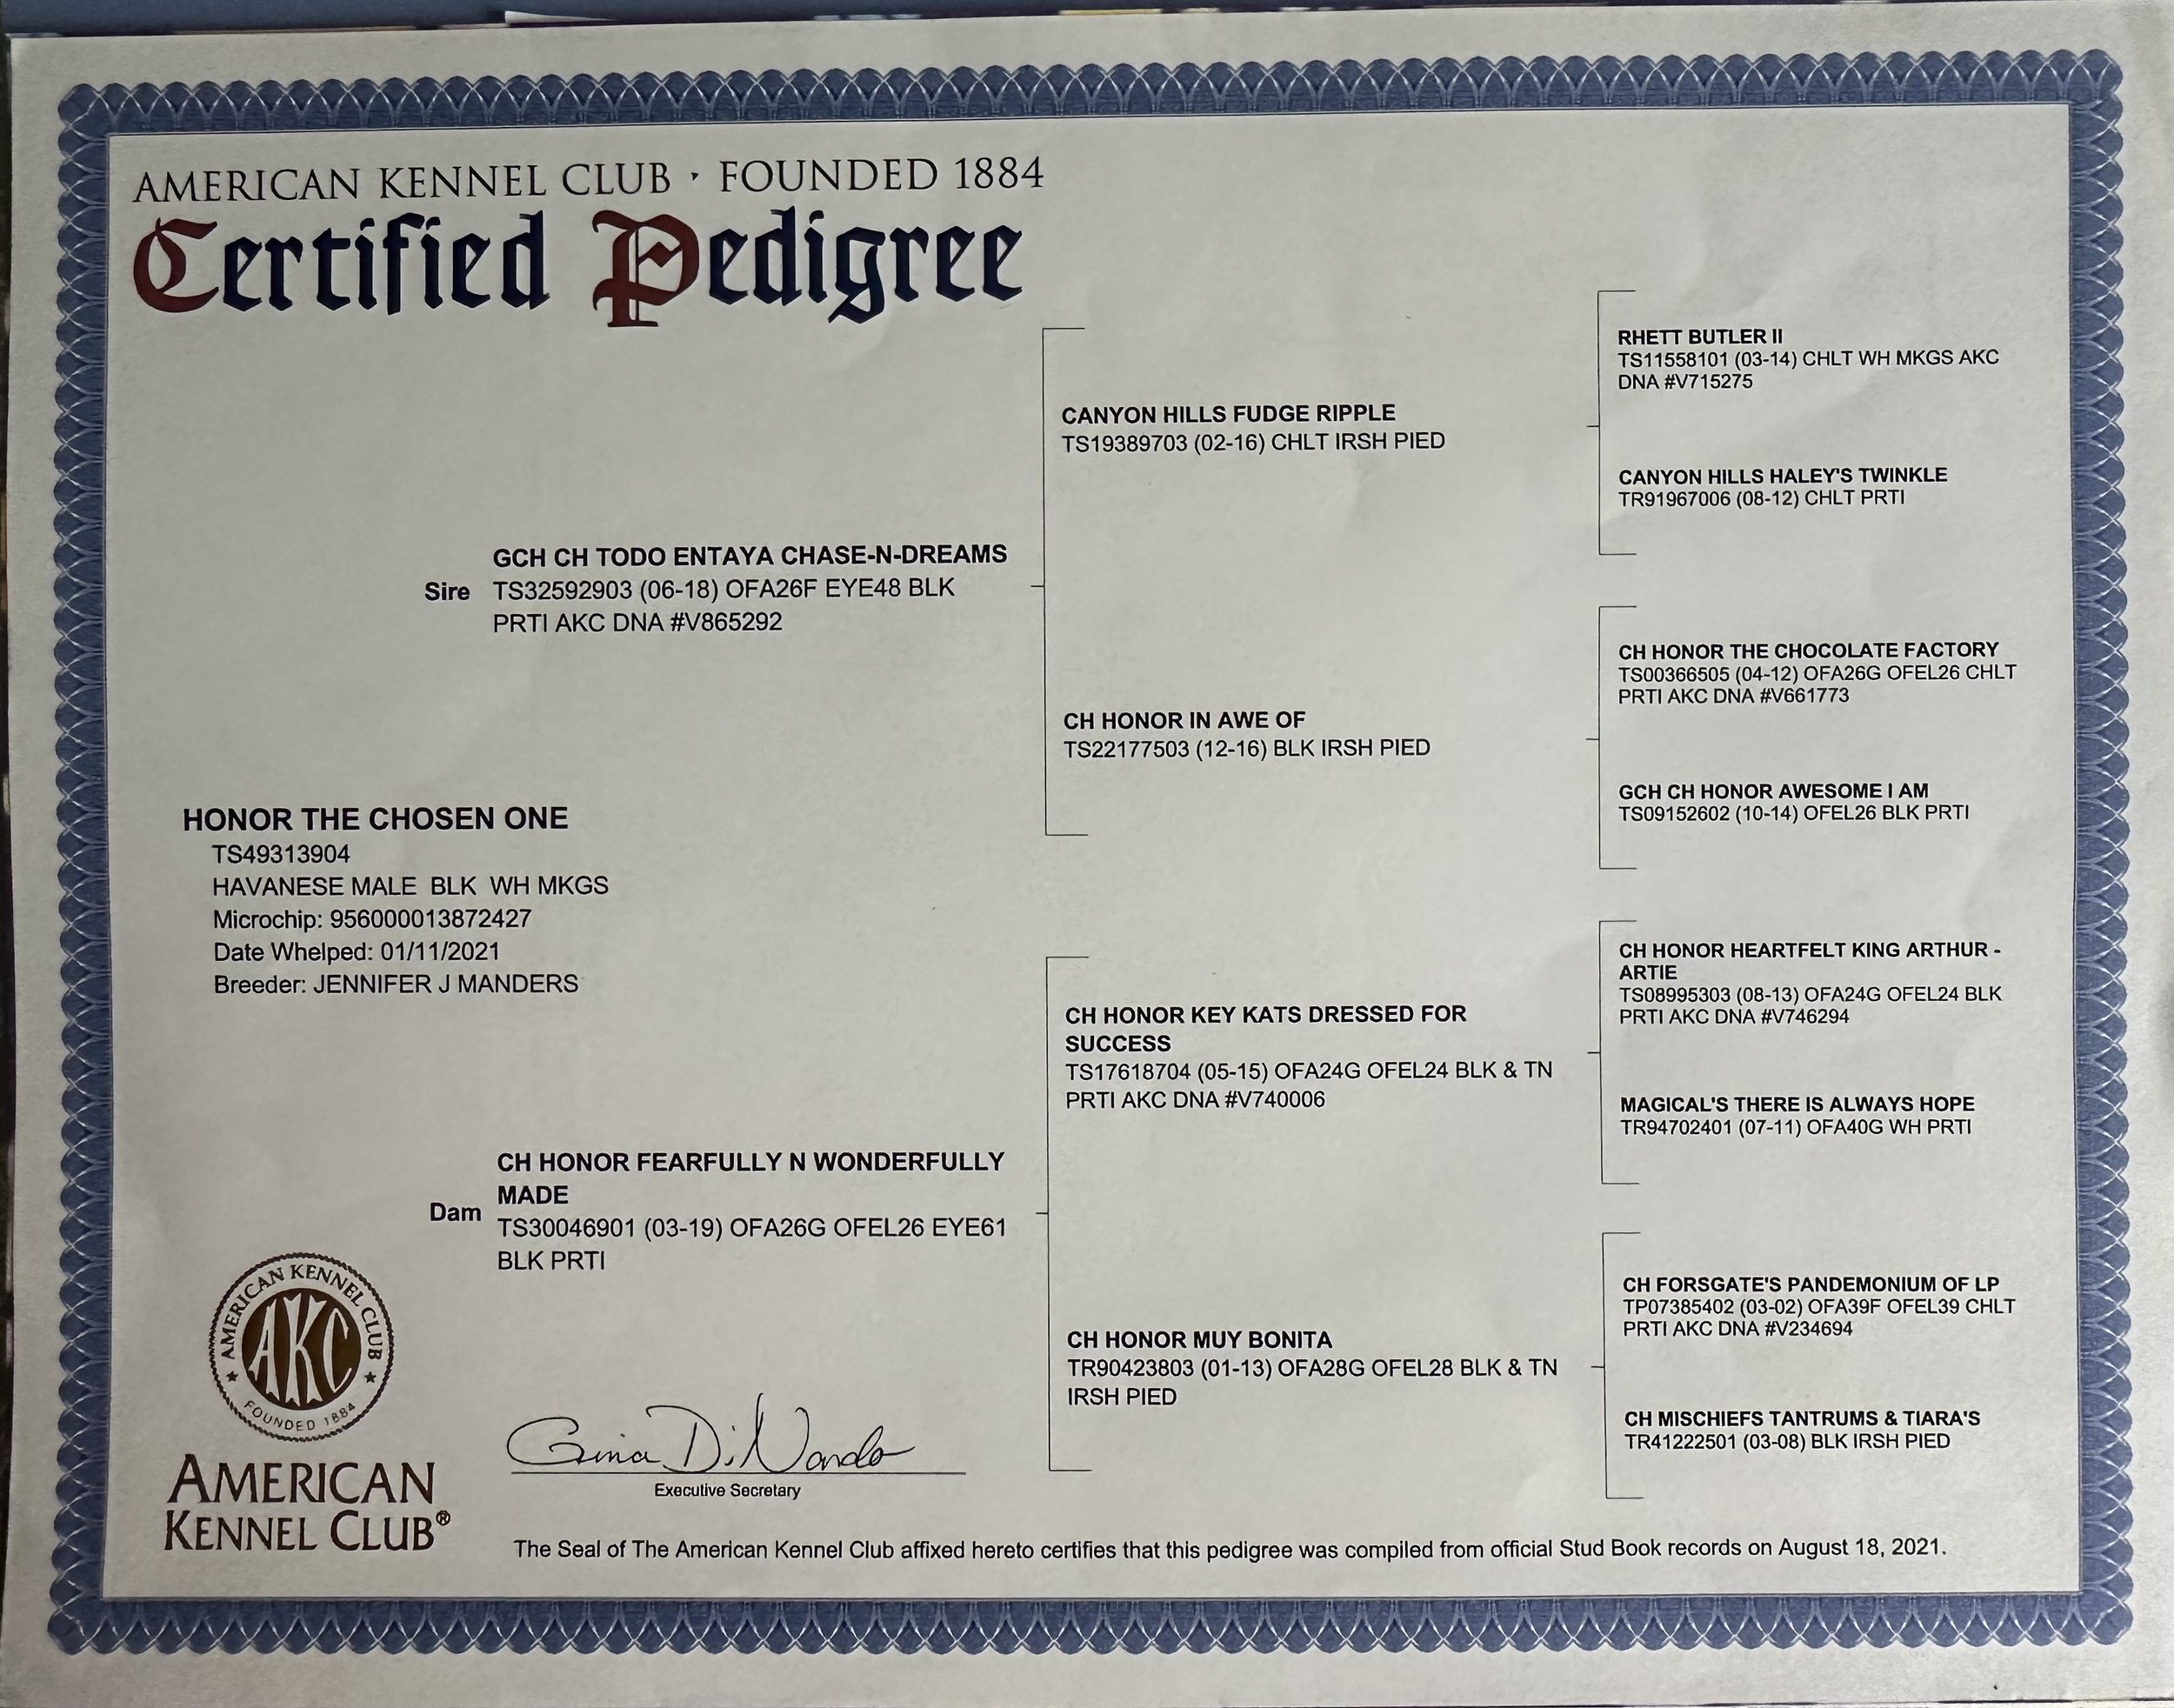 AMERICAN KENNEL CLUB · FOUNDED 1884
Certified Pedigree
HONOR THE CHOSEN ONE
TS49313904
HAVANESE MALE BLK WH MKGS
Microchip: 956000013872427
Date Whelped: 01/11/2021
Breeder: JENNIFER J MANDERS
Sire
GCH CH TODO ENTAYA CHASE-N-DREAMS
TS32592903 (06-18) OFA26F EYE48 BLK
PRTI AKC DNA #V865292
Dam
CH HONOR FEARFULLY N WONDERFULLY
MADE
TS30046901 (03-19) OFA26G OFEL26 EYE61
BLK PRTI
CANYON HILLS FUDGE RIPPLE
TS19389703 (02-16) CHLT IRSH PIED
CH HONOR IN AWE OF
TS22177503 (12-16) BLK IRSH PIED
CH HONOR KEY KATS DRESSED FOR
SUCCESS
TS17618704 (05-15) OFA24G OFEL24 BLK & TN
PRTI AKC DNA #V740006
CH HONOR MUY BONITA
TR90423803 (01-13) OFA28G OFEL28 BLK & TN
IRSH PIED
RHETT BUTLER II
TS11558101 (03-14) CHLT WH MKGS AKC
DNA #V715275
CANYON HILLS HALEY'S TWINKLE
TR91967006 (08-12) CHLT PRTI
CH HONOR THE CHOCOLATE FACTORY
TS00366505 (04-12) OFA26G OFEL26 CHLT
PRTI AKC DNA #V661773
GCH CH HONOR AWESOME I AM
TS09152602 (10-14) OFEL26 BLK PRTI
CH HONOR HEARTFELT KING ARTHUR -
ARTIE
TS08995303 (08-13) OFA24G OFEL24 BLK
PRTI AKC DNA #V746294
MAGICAL'S THERE IS ALWAYS HOPE
TR94702401 (07-11) OFA40G WH PRTI
CH FORSGATE'S PANDEMONIUM OF LP
TP07385402 (03-02) OFA39F OFEL39 CHLT
PRTI AKC DNA #V234694
CH MISCHIEFS TANTRUMS & TIARA'S
TR41222501 (03-08) BLK IRSH PIED
AMERICAN KENNEL CLUB
AKC
FOUNDED 1884
AMERICAN
KENNEL CLUB®
Gina DiNardo
Executive Secretary
The Seal of The American Kennel Club affixed hereto certifies that this pedigree was compiled from official Stud Book records on August 18, 2021.